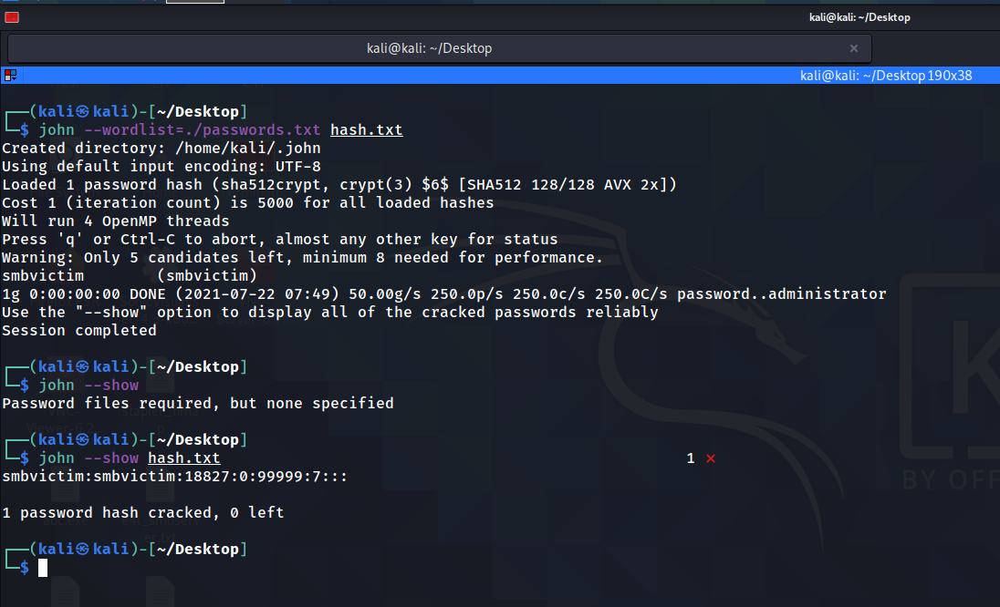 kali@kali: ~/Desktop
kali@kali: ~/Desktop ×
kali@kali: ~/Desktop 190x38
┌──(kali㉿kali)-[~/Desktop]
└─$ john --wordlist=./passwords.txt hash.txt
Created directory: /home/kali/.john
Using default input encoding: UTF-8
Loaded 1 password hash (sha512crypt, crypt(3) $6$ [SHA512 128/128 AVX 2x])
Cost 1 (iteration count) is 5000 for all loaded hashes
Will run 4 OpenMP threads
Press 'q' or Ctrl-C to abort, almost any other key for status
Warning: Only 5 candidates left, minimum 8 needed for performance.
smbvictim        (smbvictim)
1g 0:00:00:00 DONE (2021-07-22 07:49) 50.00g/s 250.0p/s 250.0c/s 250.0C/s password..administrator
Use the "--show" option to display all of the cracked passwords reliably
Session completed
┌──(kali㉿kali)-[~/Desktop]
└─$ john --show
Password files required, but none specified
┌──(kali㉿kali)-[~/Desktop]
└─$ john --show hash.txt 1 ×
smbvictim:smbvictim:18827:0:99999:7:::
1 password hash cracked, 0 left
┌──(kali㉿kali)-[~/Desktop]
└─$
BY OFF